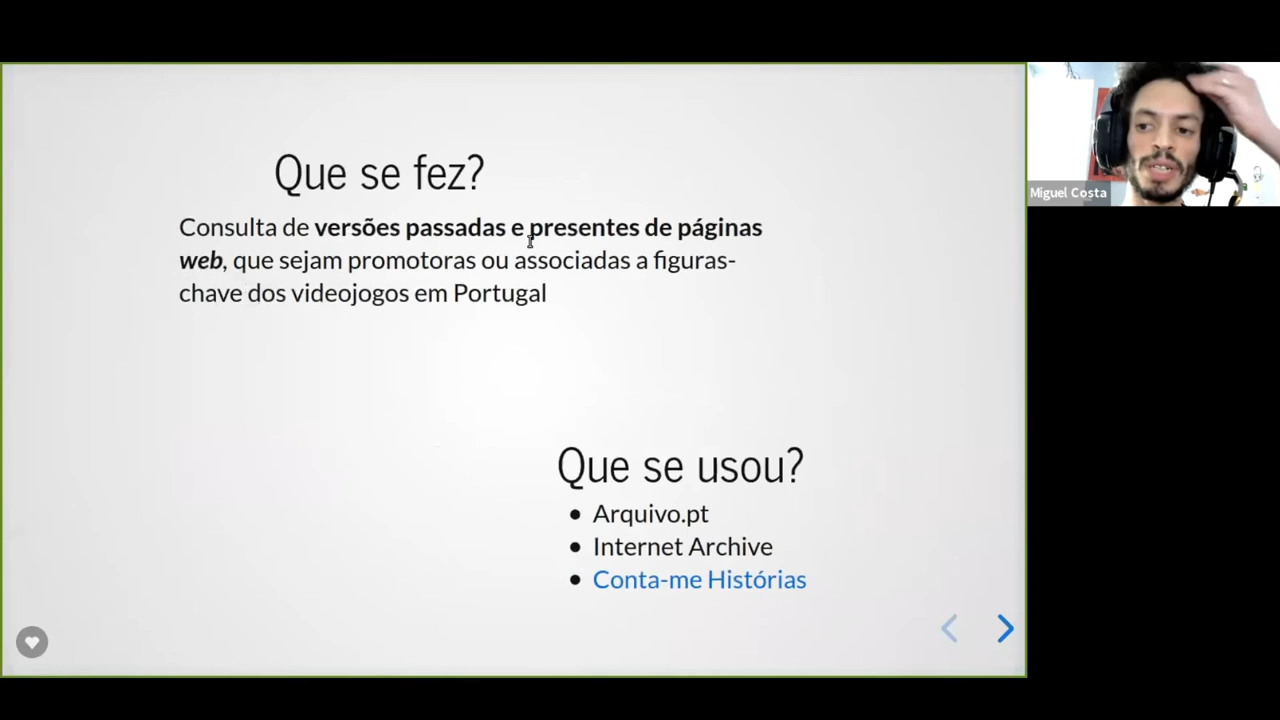 Que se fez?
Consulta de versões passadas e presentes de páginas
web, que sejam promotoras ou associadas a figuras-
chave dos videojogos em Portugal
Que se usou?
Arquivo.pt
Internet Archive
Conta-me Histórias
Miguel Costa